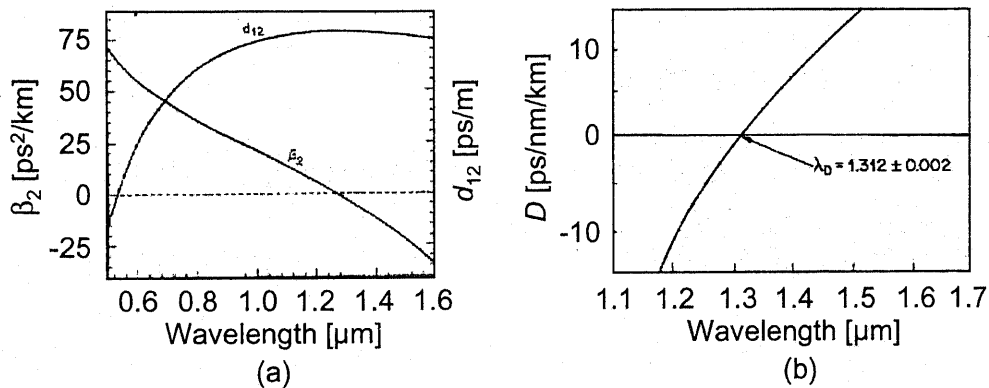 75
50
25
0
-25
β₂ [ps²/km]
d₁₂
β₂
d₁₂ [ps/m]
0.6 0.8 1.0 1.2 1.4 1.6
Wavelength [µm]
(a)
10
0
-10
D [ps/nm/km]
λD = 1.312 ± 0.002
1.1 1.2 1.3 1.4 1.5 1.6 1.7
Wavelength [µm]
(b)